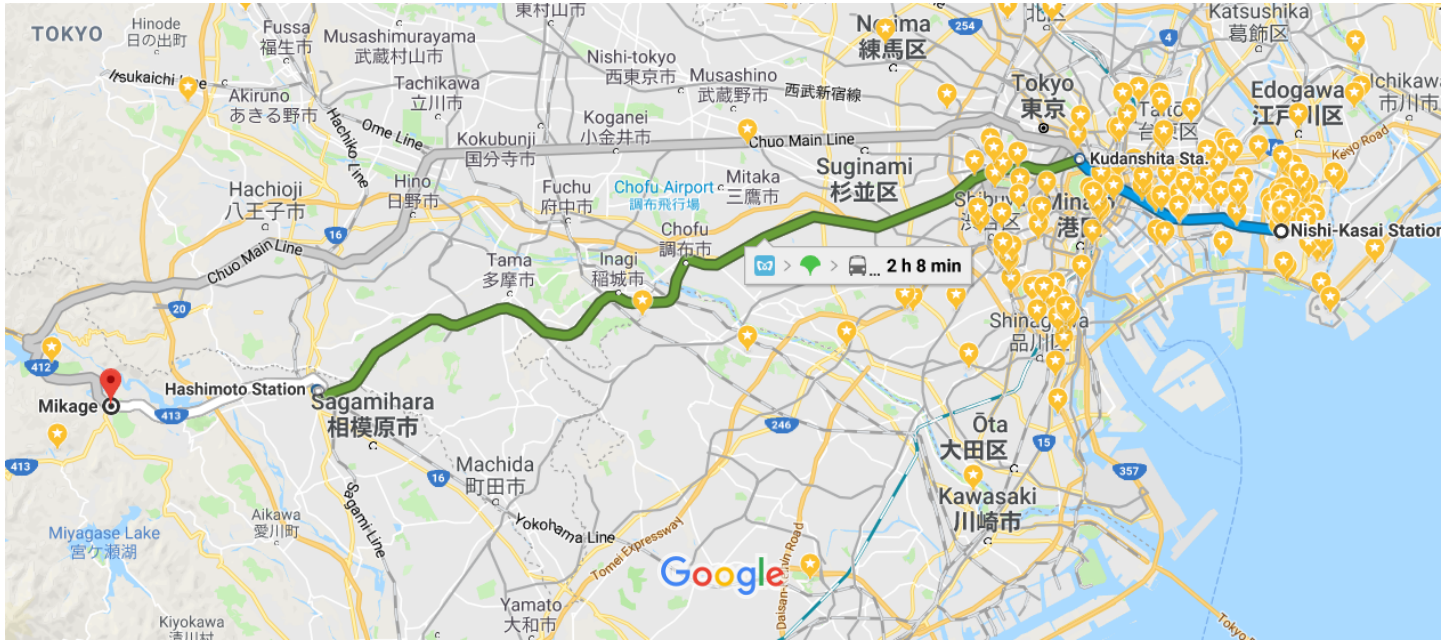 TOKYO
Hinode
日の出町
Fussa
福生市
Musashimurayama
武蔵村山市
東村山市
Nishi-tokyo
西東京市
Musashino
武蔵野市
西武新宿線
Nerima
練馬区
254
北区
Katsushika
葛飾区
4
Itsukaichi Line
Akiruno
あきる野市
Tachikawa
立川市
Ome Line
Hachiko Line
Koganei
小金井市
Kokubunji
国分寺市
Chuo Main Line
Tokyo
東京
Taitō
台東区
Edogawa
江戸川区
Ichikawa
市川市
Keiyo Road
Hachioji
八王子市
Hino
日野市
Fuchu
府中市
Chofu Airport
調布飛行場
Mitaka
三鷹市
Suginami
杉並区
Kudanshita Sta...
16
Chuo Main Line
Chofu
調布市
渋谷区
Minato
港区
Nishi-Kasai Station
Tama
多摩市
Inagi
稲城市
2 h 8 min
20
Shinagawa
品川区
412
Mikage
Hashimoto Station
413
Sagamihara
相模原市
413
16
Machida
町田市
246
Ōta
大田区
15
357
Sagami Line
Aikawa
愛川町
Miyagase Lake
宮ケ瀬湖
Yokohama Line
Tomei Expressway
Kawasaki
川崎市
Google
Yamato
大和市
Kiyokawa
清川村